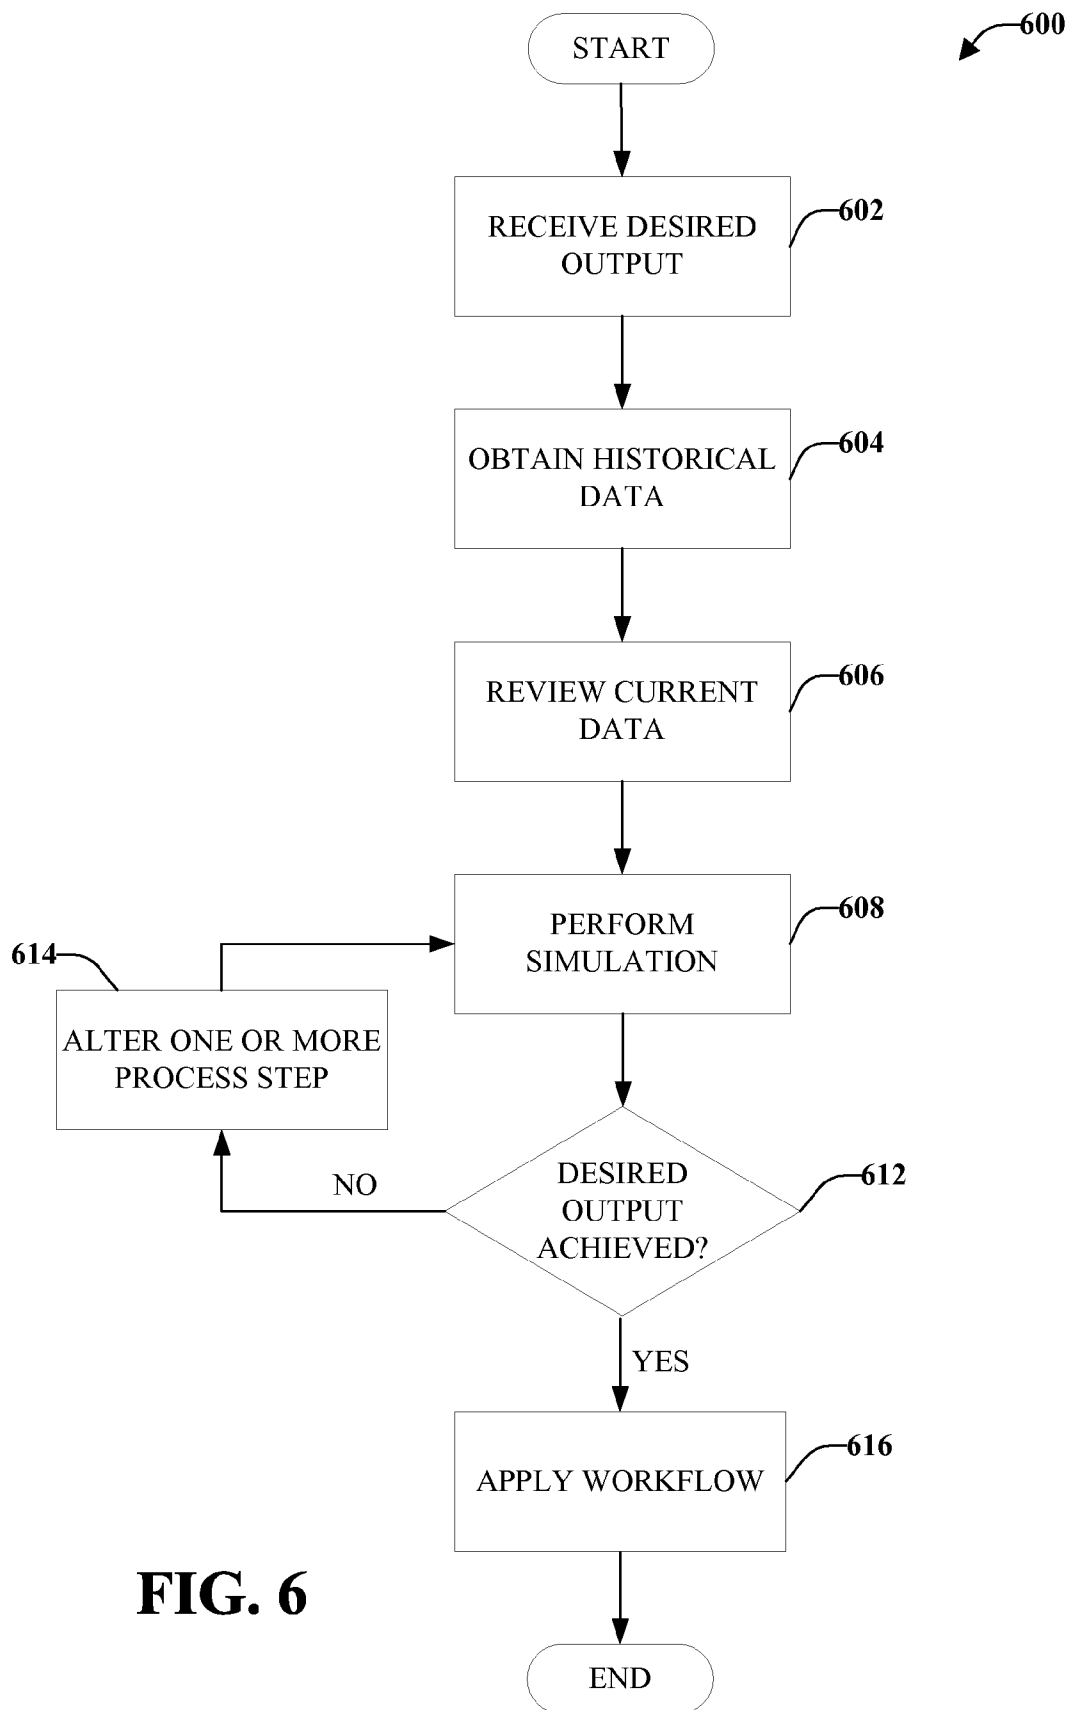 START
600
RECEIVE DESIRED
OUTPUT
602
OBTAIN HISTORICAL
DATA
604
REVIEW CURRENT
DATA
606
PERFORM
SIMULATION
608
614
ALTER ONE OR MORE
PROCESS STEP
NO
DESIRED
OUTPUT
ACHIEVED?
612
YES
APPLY WORKFLOW
616
FIG. 6
END